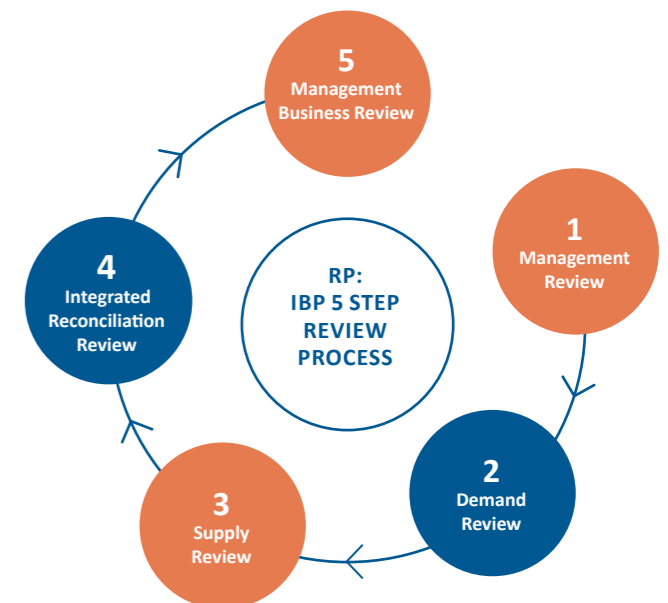 5
Management
Business Review
1
Management
Review
RP:
IBP 5 STEP
REVIEW
PROCESS
4
Integrated
Reconciliation
Review
2
Demand
Review
3
Supply
Review